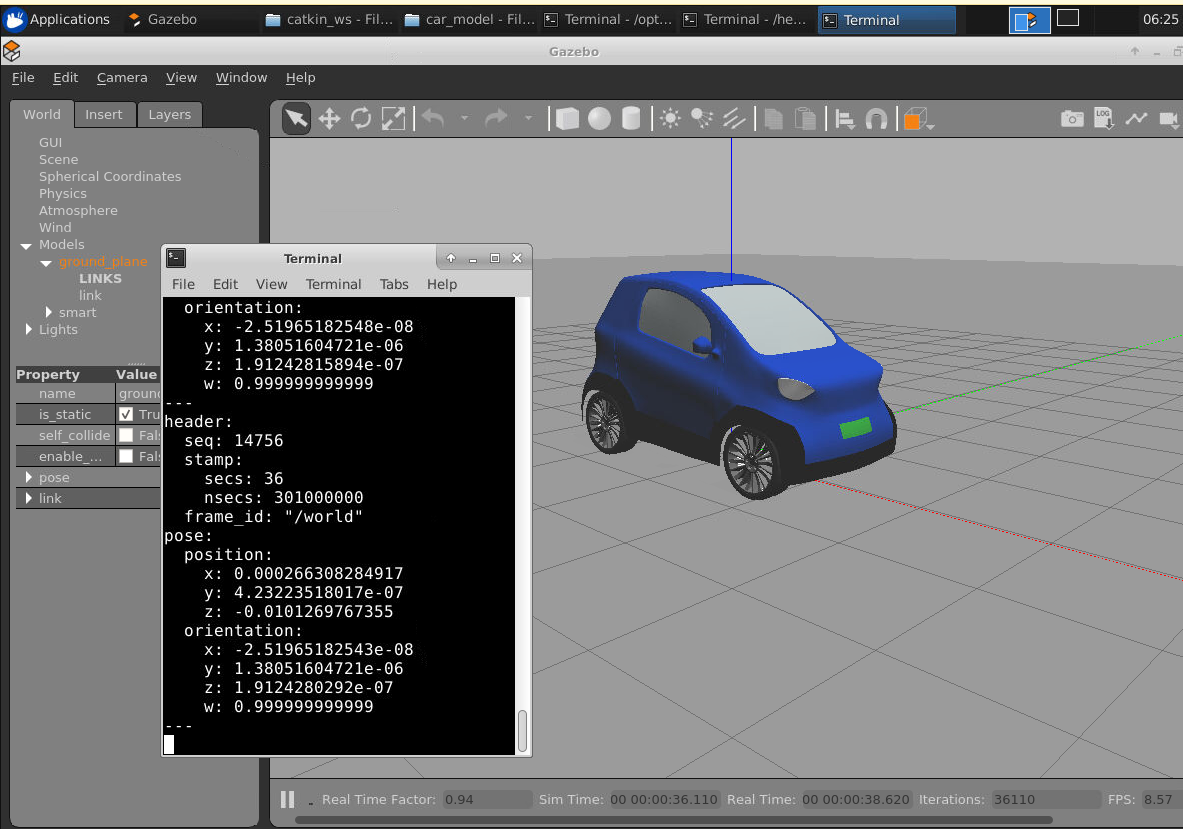 Applications
Gazebo
catkin_ws - Fil...
car_model - Fil...
Terminal - /opt...
Terminal - /he...
Terminal
06:25
Gazebo
File Edit Camera View Window Help
World Insert Layers
GUI
Scene
Spherical Coordinates
Physics
Atmosphere
Wind
Models
ground_plane
LINKS
link
smart
Lights
Property Value
name ground
is_static Tru
self_collide Fal
enable_... Fal
pose
link
LOG
Terminal
File Edit View Terminal Tabs Help
orientation:
x: -2.51965182548e-08
y: 1.38051604721e-06
z: 1.91242815894e-07
w: 0.999999999999
---
header:
seq: 14756
stamp:
secs: 36
nsecs: 301000000
frame_id: "/world"
pose:
position:
x: 0.000266308284917
y: 4.23223518017e-07
z: -0.0101269767355
orientation:
x: -2.51965182543e-08
y: 1.38051604721e-06
z: 1.9124280292e-07
w: 0.999999999999
---
Real Time Factor: 0.94 Sim Time: 00 00:00:36.110 Real Time: 00 00:00:38.620 Iterations: 36110 FPS: 8.57